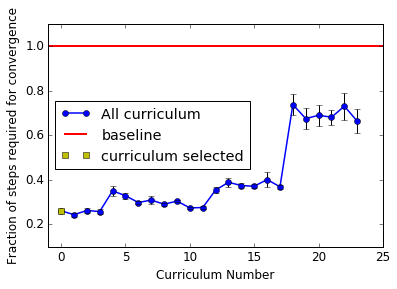 Fraction of steps required for convergence
1.0
0.8
0.6
0.4
0.2
All curriculum
baseline
curriculum selected
0 5 10 15 20 25
Curriculum Number